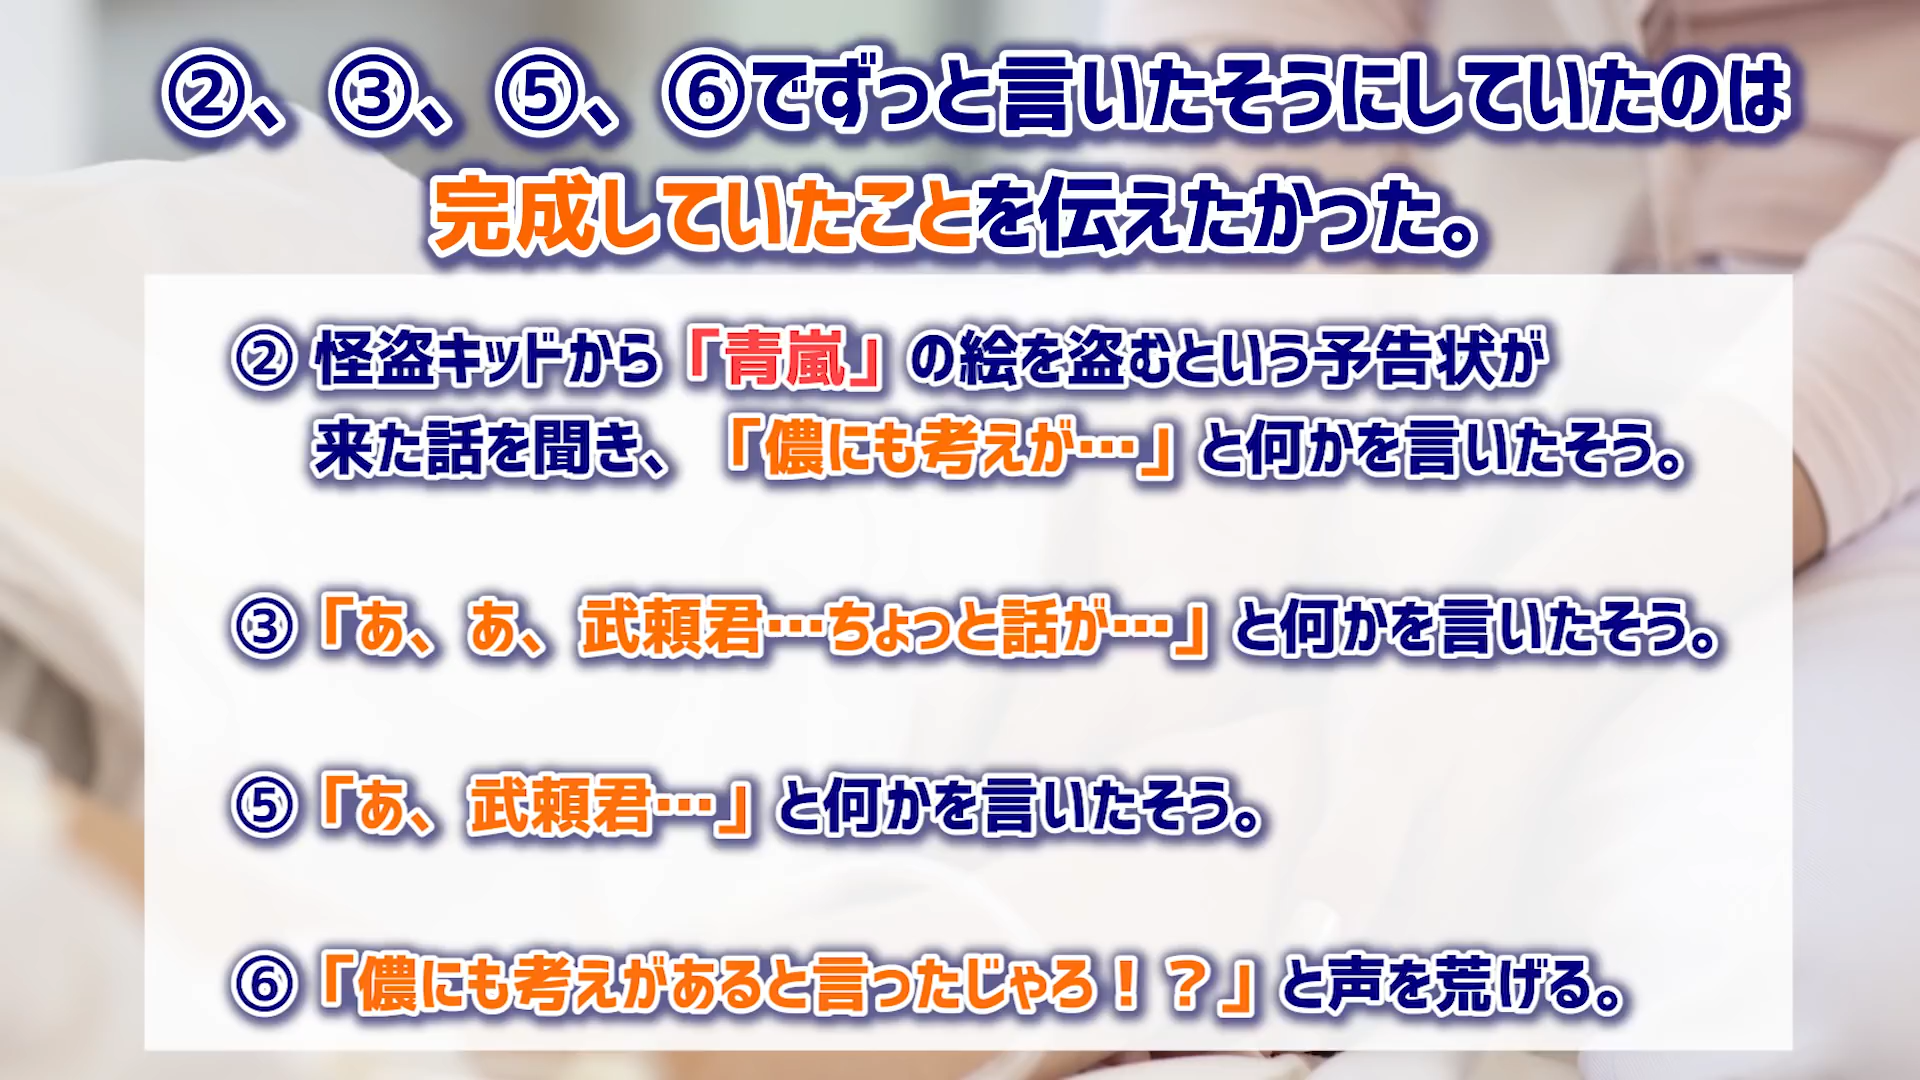 ②、③、⑤、⑥でずっと言いたそうにしていたのは
完成していたことを伝えたかった。
② 怪盗キッドから「青嵐」の絵を盗むという予告状が
来た話を聞き、「儂にも考えが…」と何かを言いたそう。
③「あ、あ、武頼君…ちょっと話が…」と何かを言いたそう。
⑤「あ、武頼君…」と何かを言いたそう。
⑥「儂にも考えがあると言ったじゃろ！？」と声を荒げる。